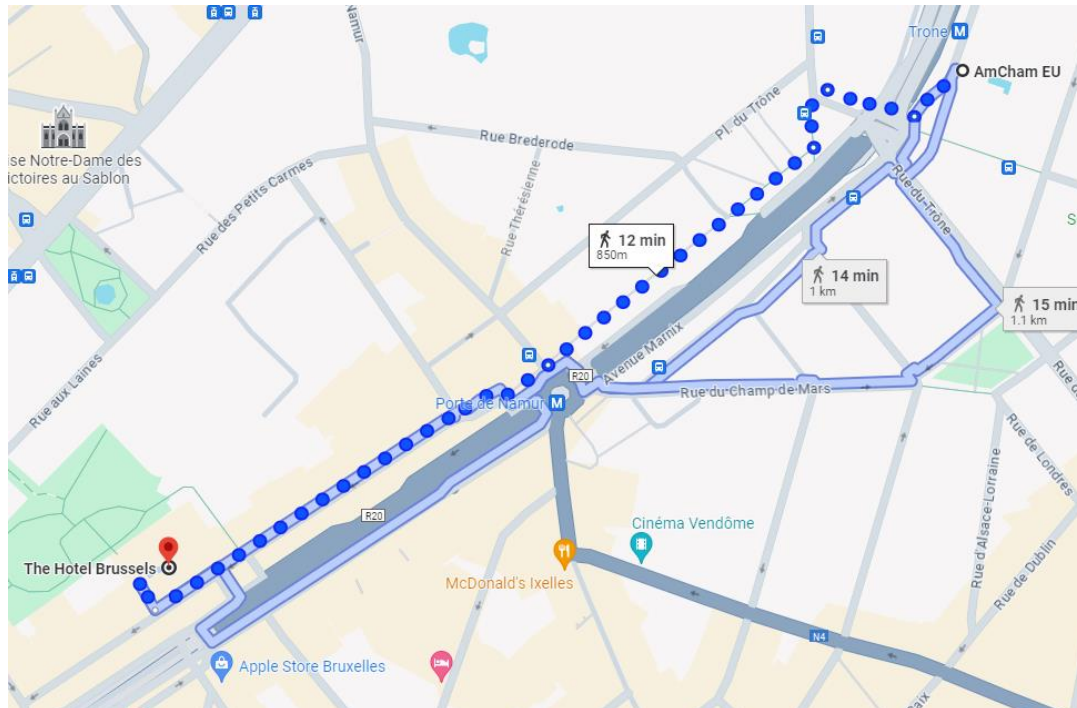 Trone M
AmCham EU
Namur
Pl. du Trône
Rue Brederode
ise Notre-Dame des
ictoires au Sablon
Rue des Petits Carmes
Rue Thérésienne
Rue du Trône
S
12 min
850m
14 min
1 km
15 min
1.1 km
Avenue Marnix
R20
Rue aux Laines
Porte de Namur M
Rue du Champ de Mars
Rue d
Rue de Londres
R20
Rue d'Alsace-Lorraine
Cinéma Vendôme
The Hotel Brussels
McDonald's Ixelles
Rue de Dublin
N4
Apple Store Bruxelles
Paix